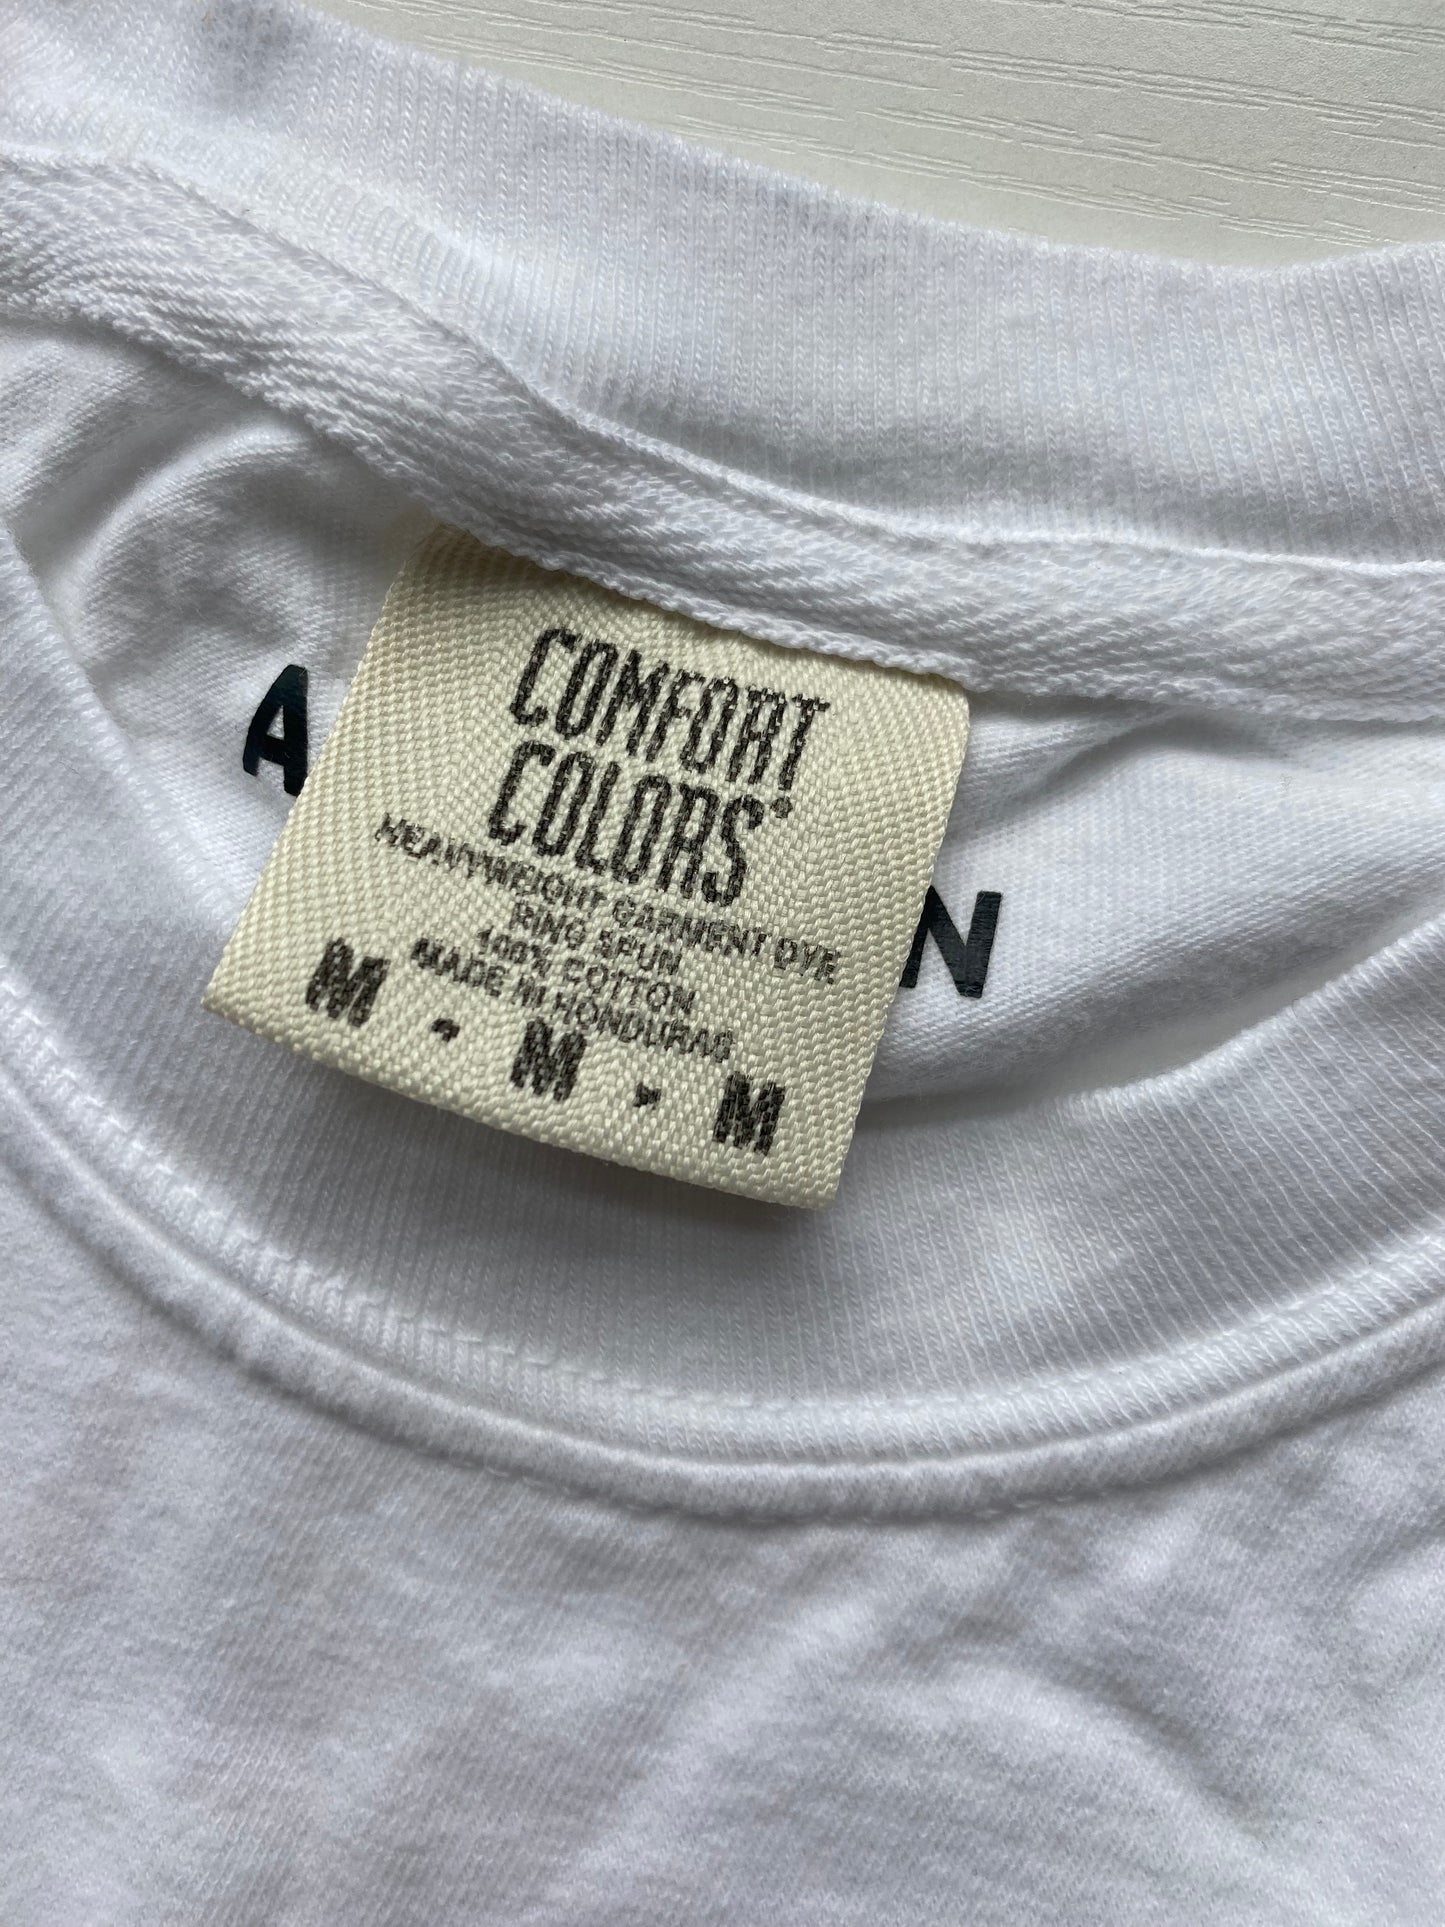 COMFORT
COLORS®
HEAVYWEIGHT GARMENT DYE
RING SPUN
100% COTTON
MADE IN HONDURAS
M · M · M